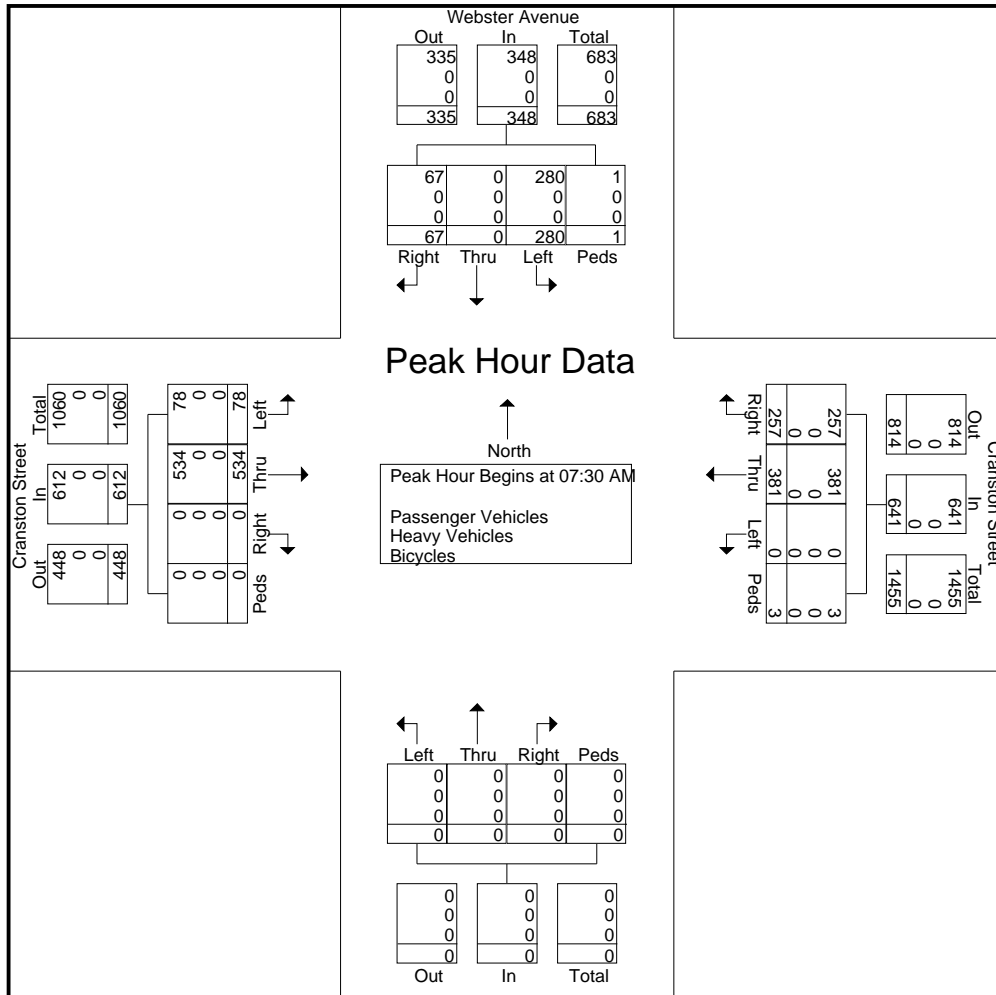 Webster Avenue
Out In Total
335 348 683
0 0 0
0 0 0
335 348 683
67 0 280 1
0 0 0 0
0 0 0 0
67 0 280 1
Right Thru Left Peds
Peak Hour Data
North
Peak Hour Begins at 07:30 AM
Passenger Vehicles
Heavy Vehicles
Bicycles
Cranston Street
Out In Total
448 612 1060
0 0 0
0 0 0
448 612 1060
0 0 534 78
0 0 0 0
0 0 0 0
0 0 534 78
Peds Right Thru Left
Cranston Street
Out In Total
814 641 1455
0 0 0
0 0 0
814 641 1455
257 381 0 3
0 0 0 0
0 0 0 0
257 381 0 3
Right Thru Left Peds
Left Thru Right Peds
0 0 0 0
0 0 0 0
0 0 0 0
0 0 0 0
0 0 0
0 0 0
0 0 0
0 0 0
Out In Total